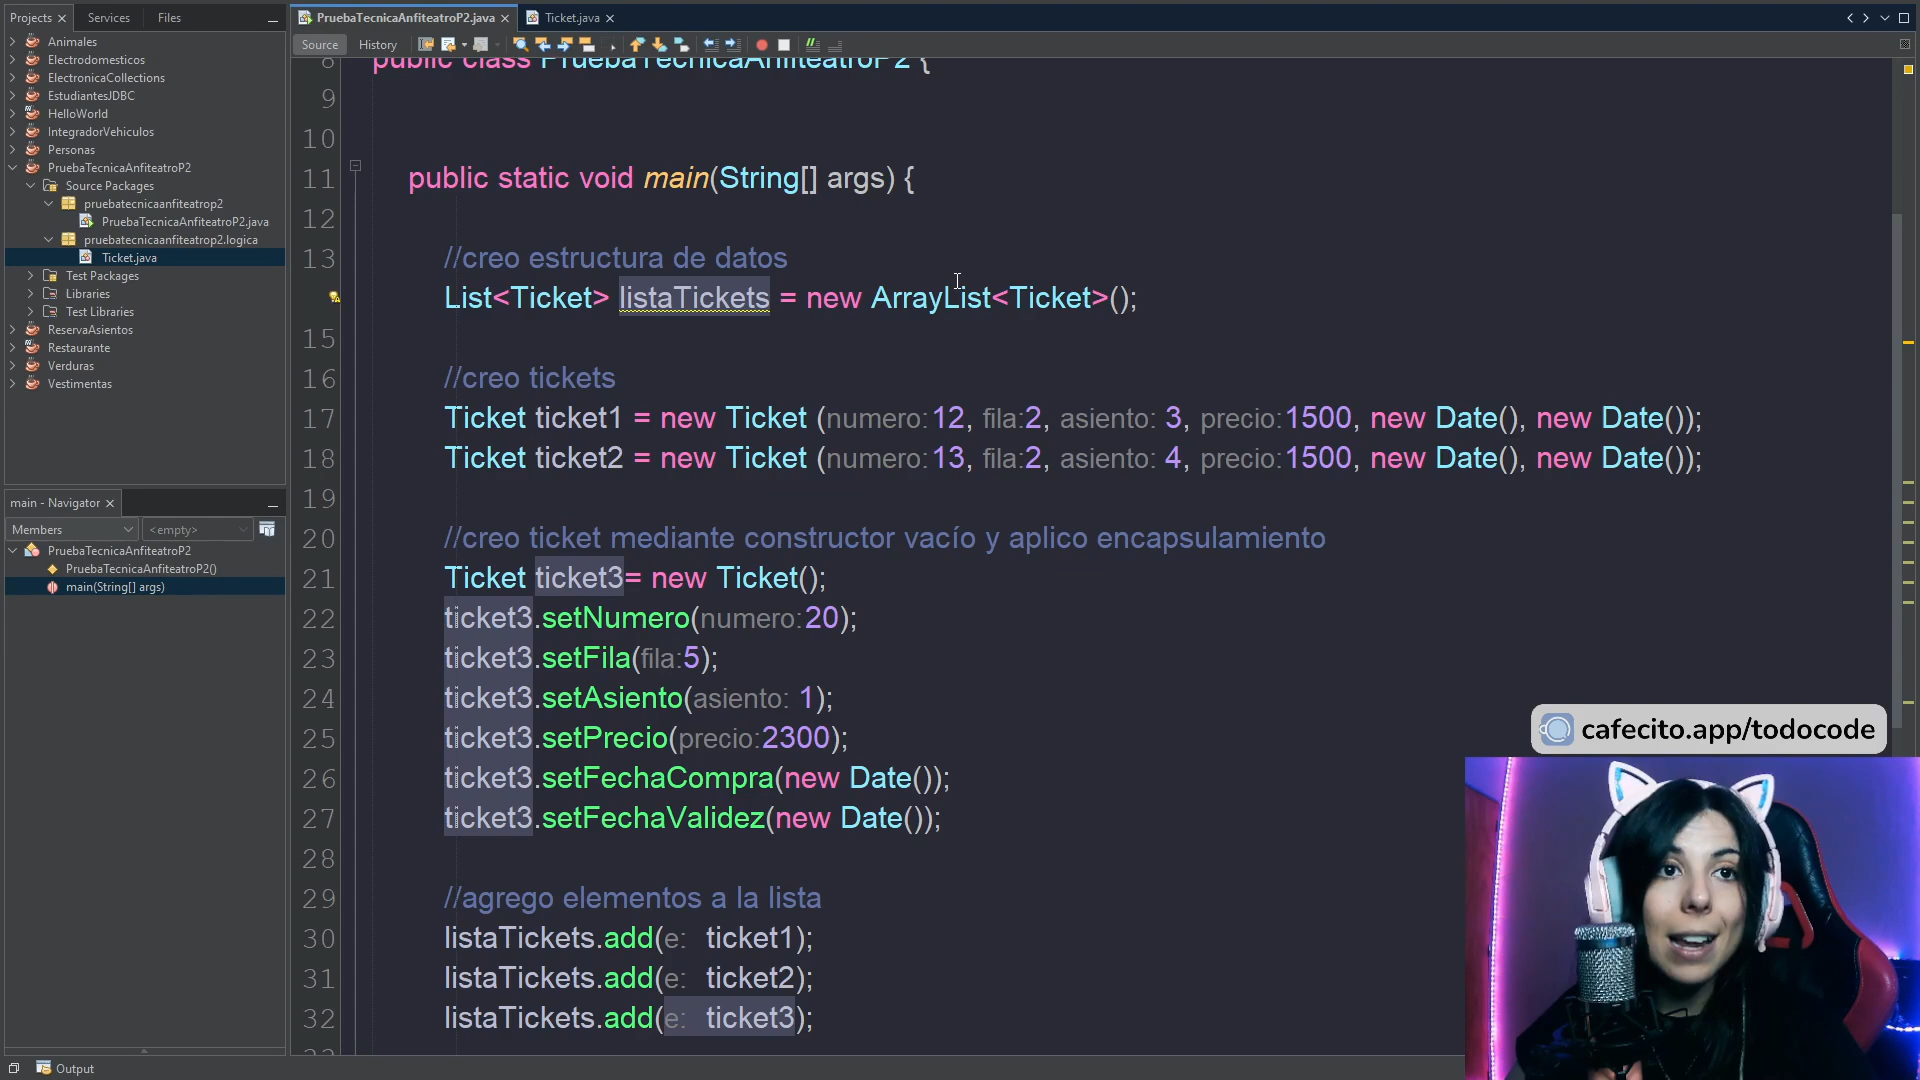 Projects
Services
Files
Animales
Electrodomesticos
ElectronicaCollections
EstudiantesJDBC
HelloWorld
IntegradorVehiculos
Personas
PruebaTecnicaAnfiteatroP2
Source Packages
pruebatecnicaanfiteatrop2
PruebaTecnicaAnfiteatroP2.java
pruebatecnicaanfiteatrop2.logica
Ticket.java
Test Packages
Libraries
Test Libraries
ReservaAsientos
Restaurante
Verduras
Vestimentas
main - Navigator
Members
<empty>
PruebaTecnicaAnfiteatroP2
PruebaTecnicaAnfiteatroP2()
main(String[] args)
Output
PruebaTecnicaAnfiteatroP2.java
Ticket.java
Source
History
8 public class PruebaTecnicaAnfiteatroP2 {
9
10
11 public static void main(String[] args) {
12
13 //creo estructura de datos
List<Ticket> listaTickets = new ArrayList<Ticket>();
15
16 //creo tickets
17 Ticket ticket1 = new Ticket (numero:12, fila:2, asiento: 3, precio:1500, new Date(), new Date());
18 Ticket ticket2 = new Ticket (numero:13, fila:2, asiento: 4, precio:1500, new Date(), new Date());
19
20 //creo ticket mediante constructor vacío y aplico encapsulamiento
21 Ticket ticket3= new Ticket();
22 ticket3.setNumero(numero:20);
23 ticket3.setFila(fila:5);
24 ticket3.setAsiento(asiento: 1);
25 ticket3.setPrecio(precio:2300);
26 ticket3.setFechaCompra(new Date());
27 ticket3.setFechaValidez(new Date());
28
29 //agrego elementos a la lista
30 listaTickets.add(e: ticket1);
31 listaTickets.add(e: ticket2);
32 listaTickets.add(e: ticket3);
cafecito.app/todocode